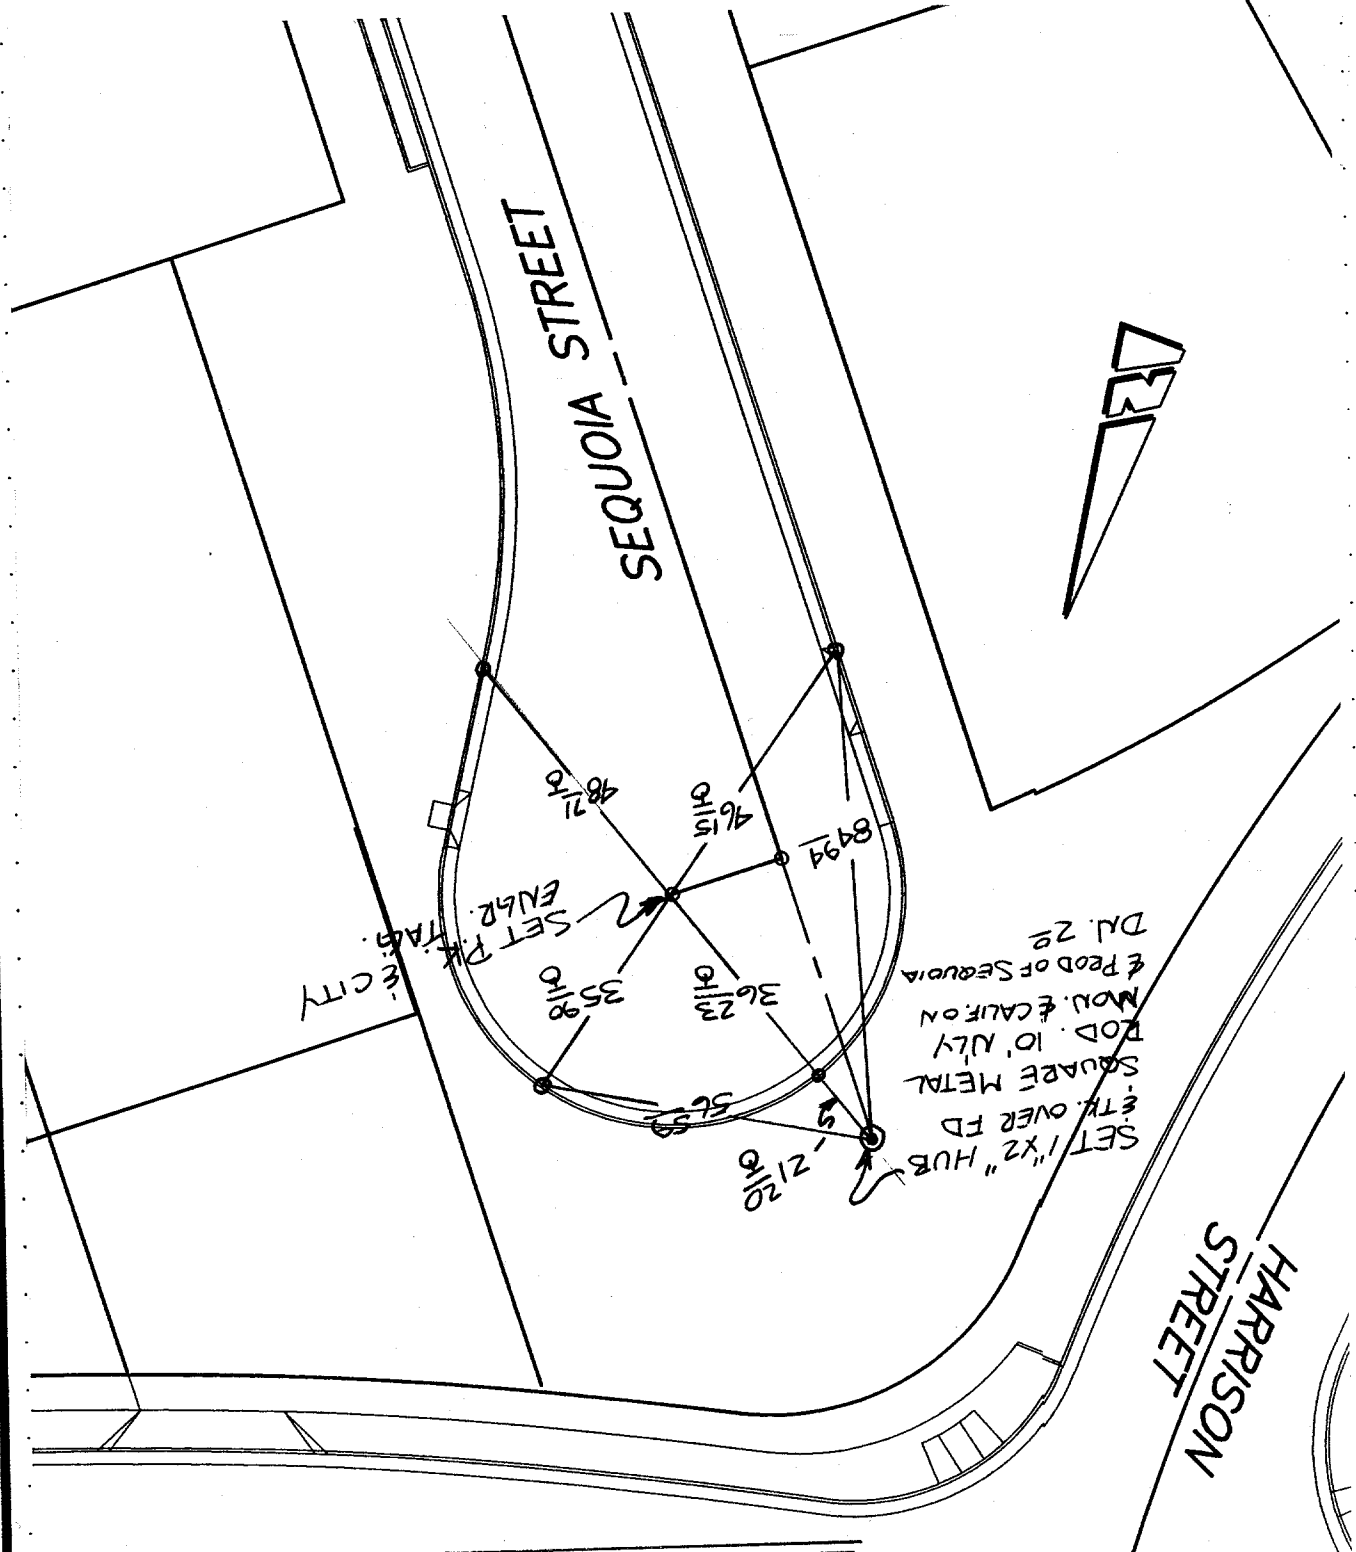 SEQUOIA STREET
HARRISON
STREET
SET P.K.
ENGR. TAG.
& CITY
48 71
46 15
84 94
35 90
36 23
56 59
21 20
SET 1"X2" HUB
& TK. OVER FD
SQUARE METAL
ROD. 10' N'LY
MON. ℄ CALIF. ON
℄ PROD OF SEQUOIA
DN. 2º